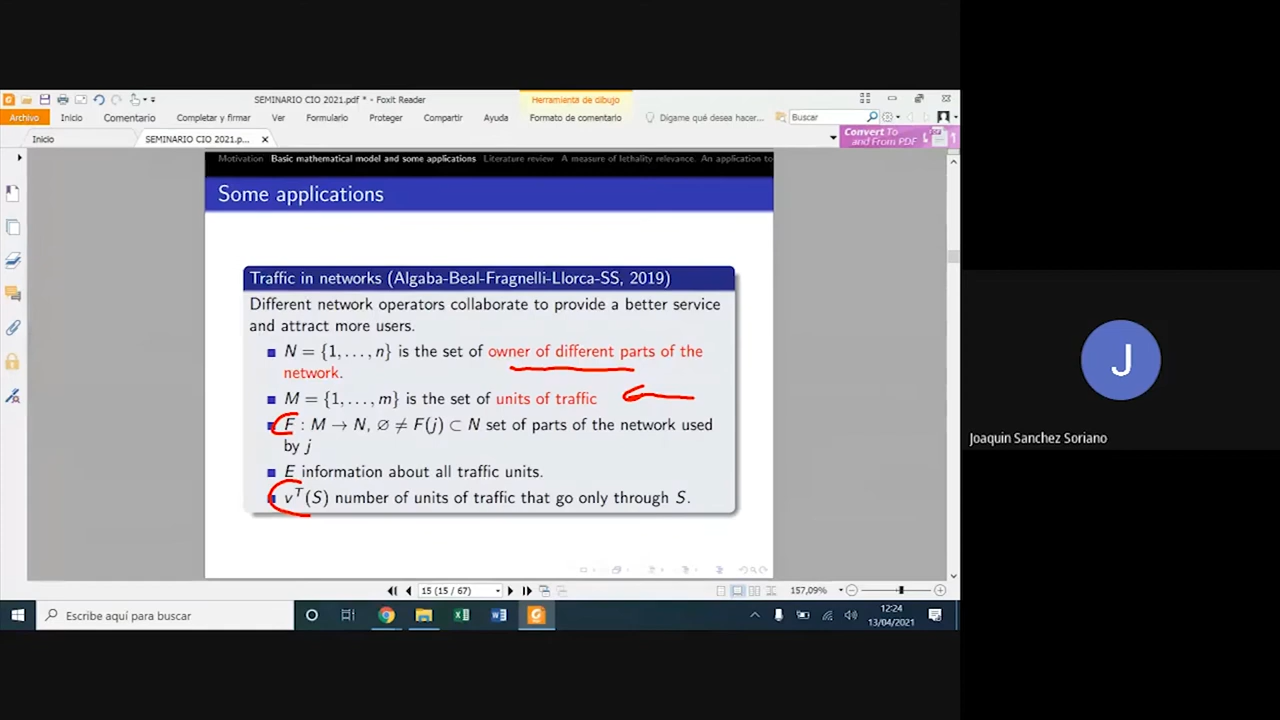 SEMINARIO CIO 2021.pdf * - Foxit Reader
Herramienta de dibujo
Archivo Inicio Comentario Completar y firmar Ver Formulario Proteger Compartir Ayuda Formato de comentario Dígame qué desea hacer... Buscar
Inicio SEMINARIO CIO 2021.p... Convert To
and From PDF
Motivation Basic mathematical model and some applications Literature review A measure of lethality relevance. An application to
Some applications
Traffic in networks (Algaba-Beal-Fragnelli-Llorca-SS, 2019)
Different network operators collaborate to provide a better service
and attract more users.
N = {1, . . . , n} is the set of owner of different parts of the
network.
M = {1, . . . , m} is the set of units of traffic
F : M → N, ∅ ≠ F(j) ⊂ N set of parts of the network used
by j
E information about all traffic units.
v^T(S) number of units of traffic that go only through S.
J
Joaquin Sanchez Soriano
15 (15 / 67) 157,09%
Escribe aquí para buscar
12:24
13/04/2021